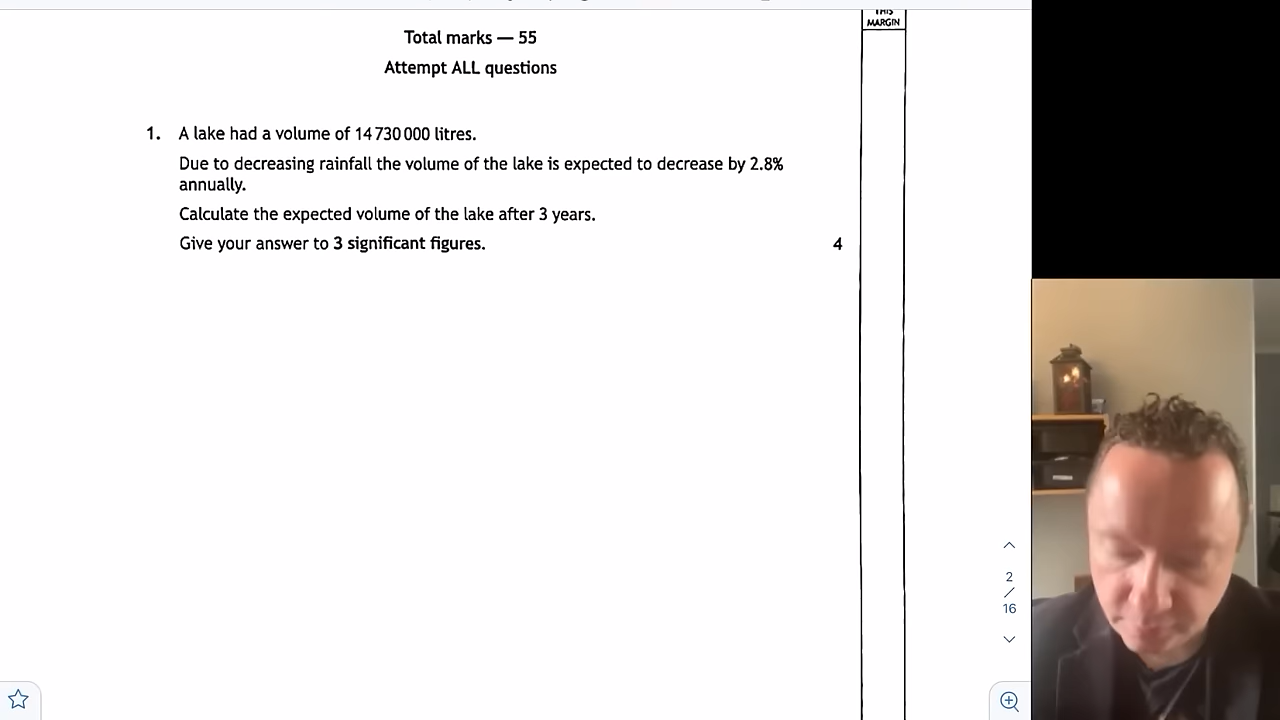 THIS
MARGIN
Total marks — 55
Attempt ALL questions
1. A lake had a volume of 14 730 000 litres.
Due to decreasing rainfall the volume of the lake is expected to decrease by 2.8%
annually.
Calculate the expected volume of the lake after 3 years.
Give your answer to 3 significant figures.
4
2
/
16